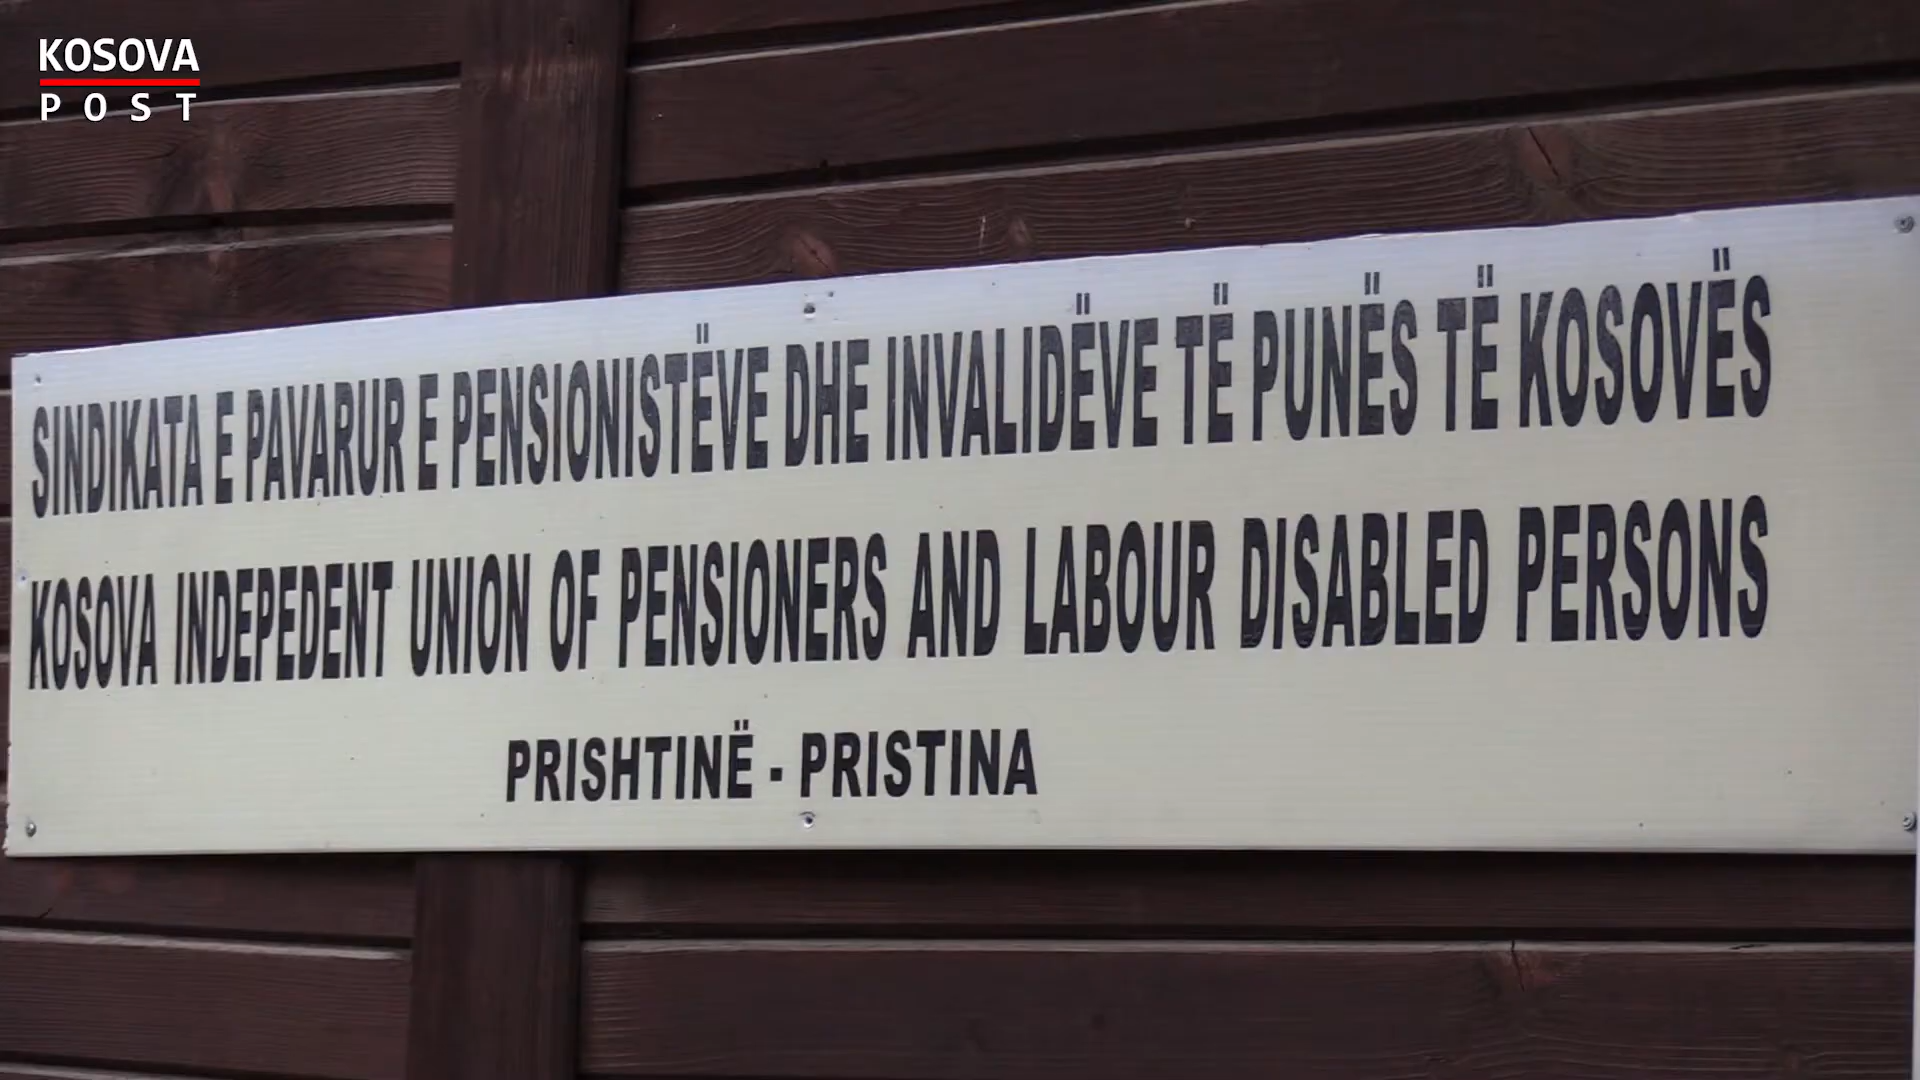 KOSOVA
POST
SINDIKATA E PAVARUR E PENSIONISTËVE DHE INVALIDËVE TË PUNËS TË KOSOVËS
KOSOVA INDEPEDENT UNION OF PENSIONERS AND LABOUR DISABLED PERSONS
PRISHTINË - PRISTINA